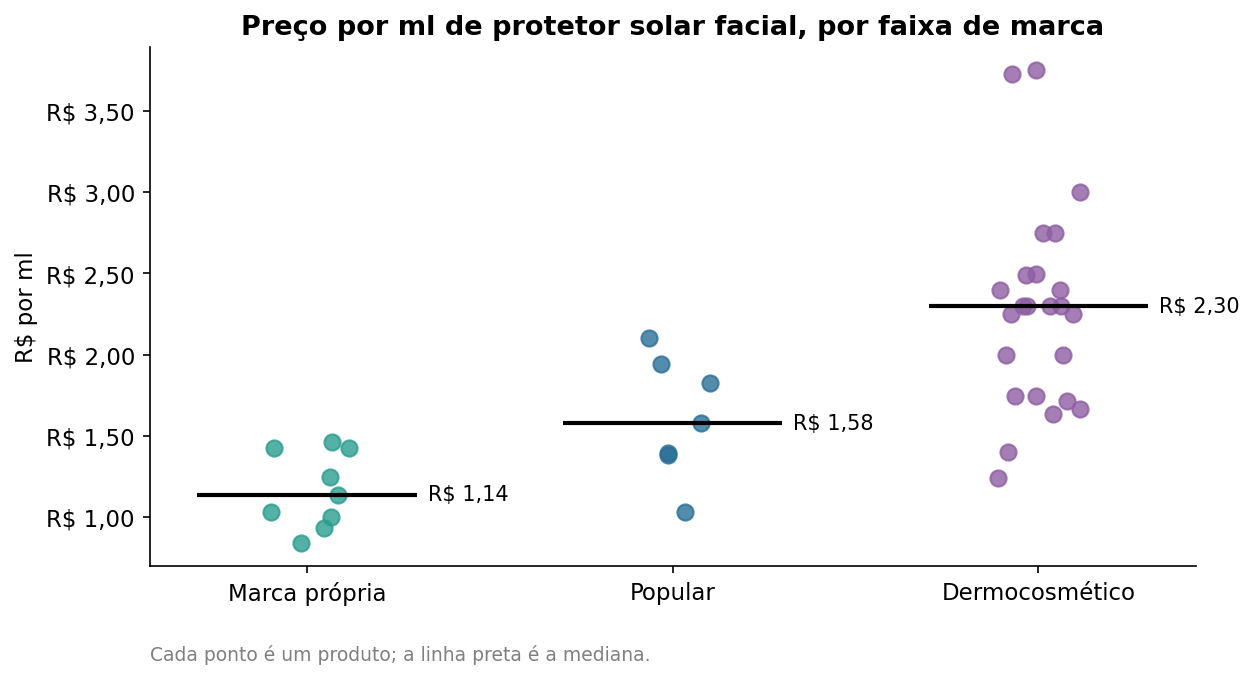 Preço por ml de protetor solar facial, por faixa de marca
R$ por ml
R$ 3,50
R$ 3,00
R$ 2,50
R$ 2,00
R$ 1,50
R$ 1,00
R$ 1,14
R$ 1,58
R$ 2,30
Marca própria
Popular
Dermocosmético
Cada ponto é um produto; a linha preta é a mediana.